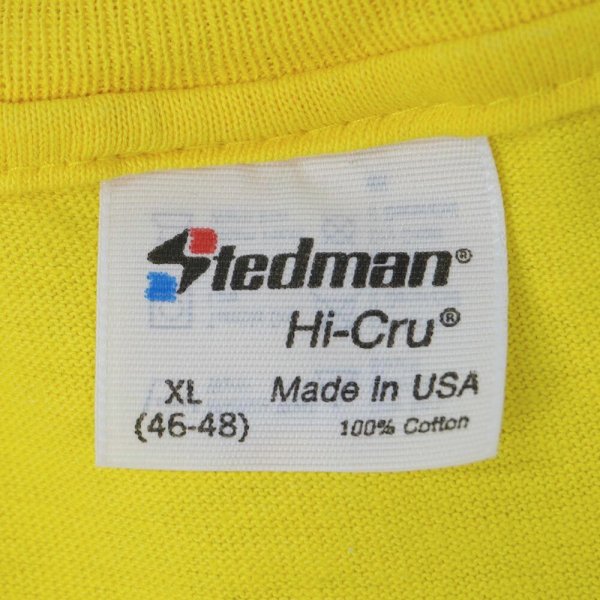 Stedman®
Hi-Cru®
XL Made In USA
(46-48) 100% Cotton